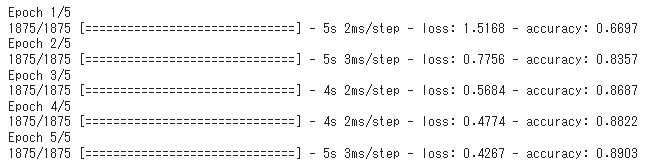 Epoch 1/5
1875/1875 [==============================] - 5s 2ms/step - loss: 1.5168 - accuracy: 0.6697
Epoch 2/5
1875/1875 [==============================] - 5s 3ms/step - loss: 0.7756 - accuracy: 0.8357
Epoch 3/5
1875/1875 [==============================] - 4s 2ms/step - loss: 0.5684 - accuracy: 0.8687
Epoch 4/5
1875/1875 [==============================] - 4s 2ms/step - loss: 0.4774 - accuracy: 0.8822
Epoch 5/5
1875/1875 [==============================] - 5s 3ms/step - loss: 0.4267 - accuracy: 0.8903